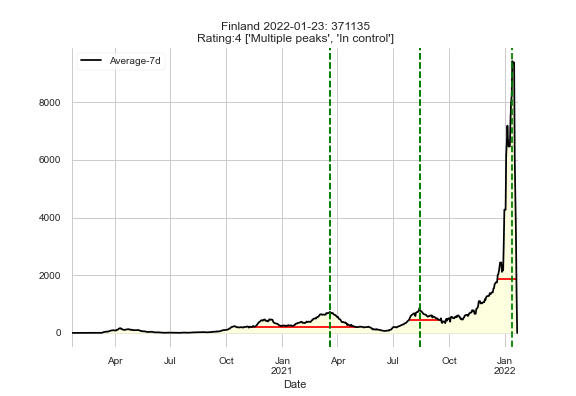 Finland 2022-01-23: 371135
Rating:4 ['Multiple peaks', 'In control']
Average-7d
8000
6000
4000
2000
0
Apr Jul Oct Jan Apr Jul Oct Jan
2021 2022
Date